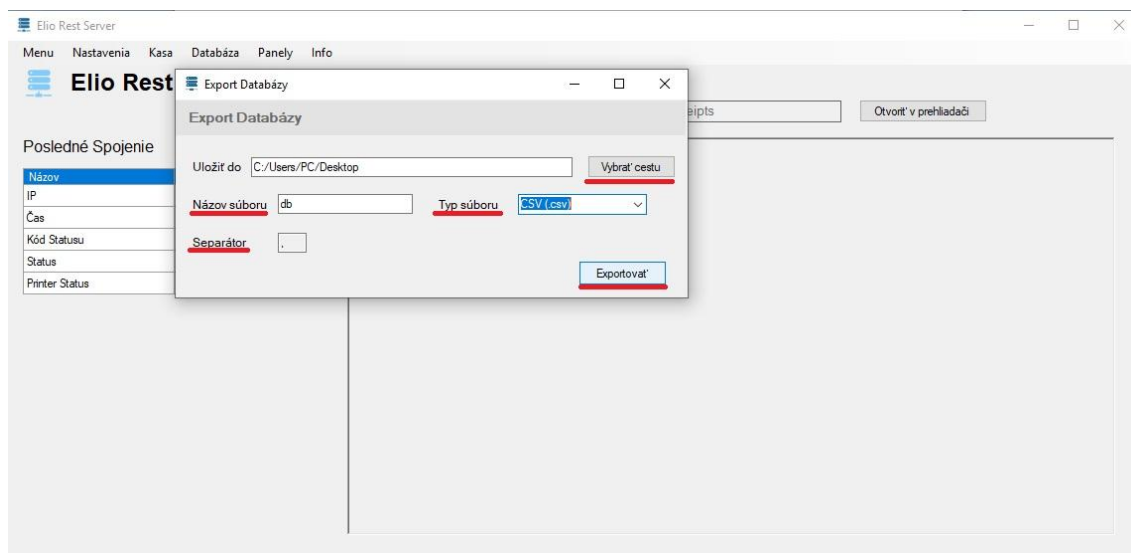 Elio Rest Server
Menu Nastavenia Kasa Databáza Panely Info
Elio Rest
Export Databázy
Export Databázy
eipts Otvoriť v prehliadači
Posledné Spojenie
Uložiť do C:/Users/PC/Desktop Vybrať cestu
Názov
IP
Názov súboru db Typ súboru CSV (.csv)
Čas
Kód Statusu
Separátor ,
Status
Exportovať
Printer Status